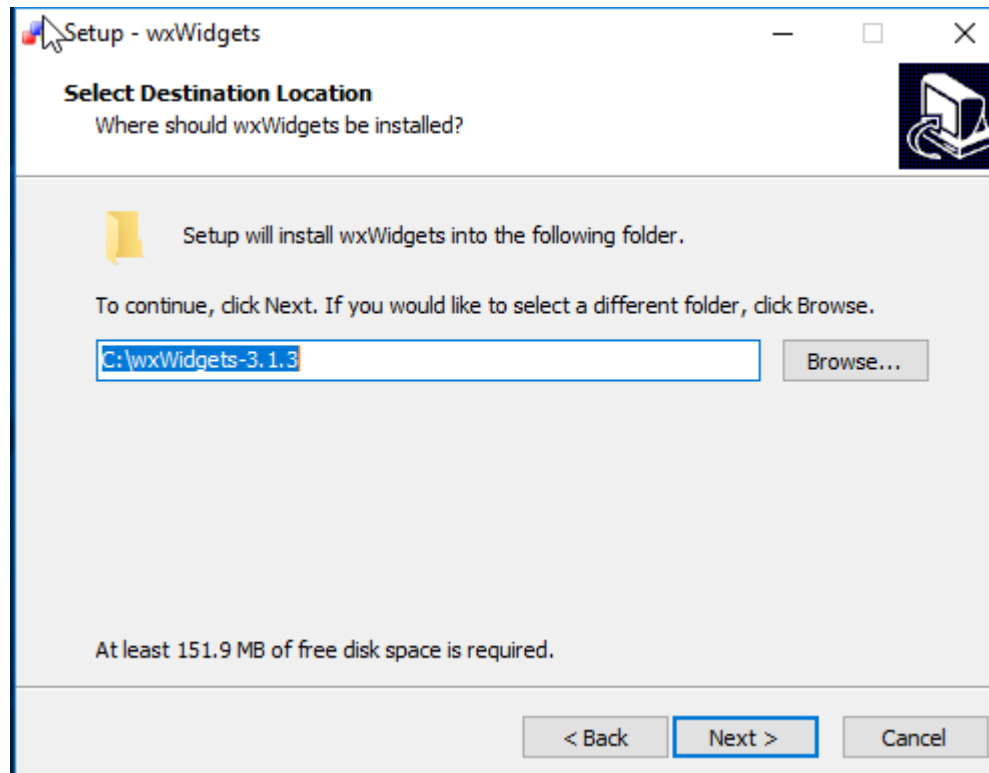 Setup - wxWidgets
Select Destination Location
Where should wxWidgets be installed?
Setup will install wxWidgets into the following folder.
To continue, click Next. If you would like to select a different folder, click Browse.
C:\wxWidgets-3.1.3
Browse...
At least 151.9 MB of free disk space is required.
< Back
Next >
Cancel